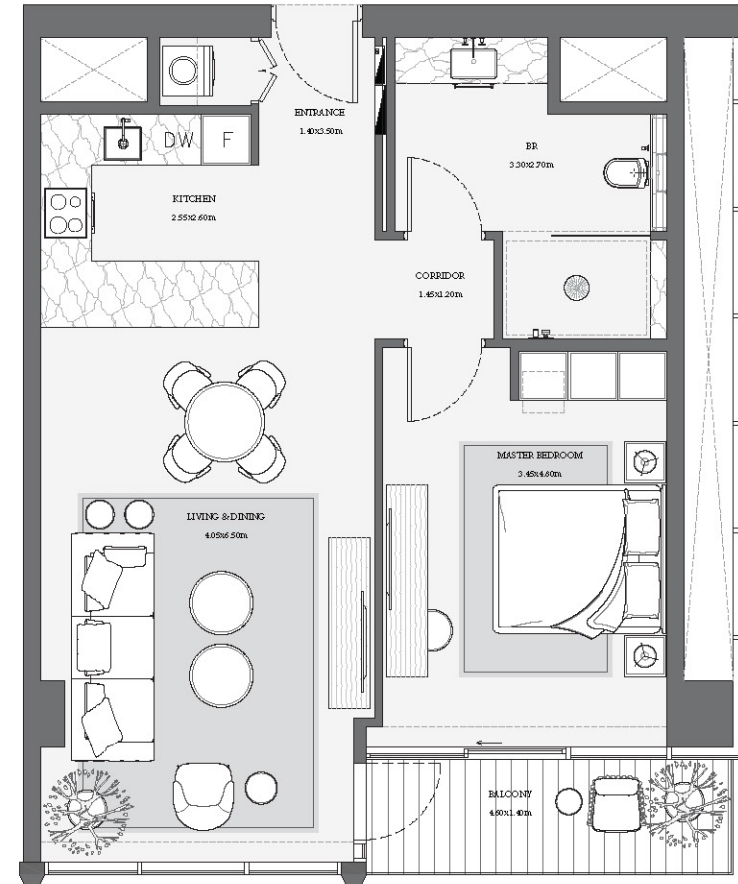 ENTRANCE
1.40x3.50m
DW
F
BR
3.30x2.70m
KITCHEN
2.55x2.60m
CORRIDOR
1.45x1.20m
MASTER BEDROOM
3.45x4.60m
LIVING & DINING
4.05x6.50m
BALCONY
4.60x1.40m